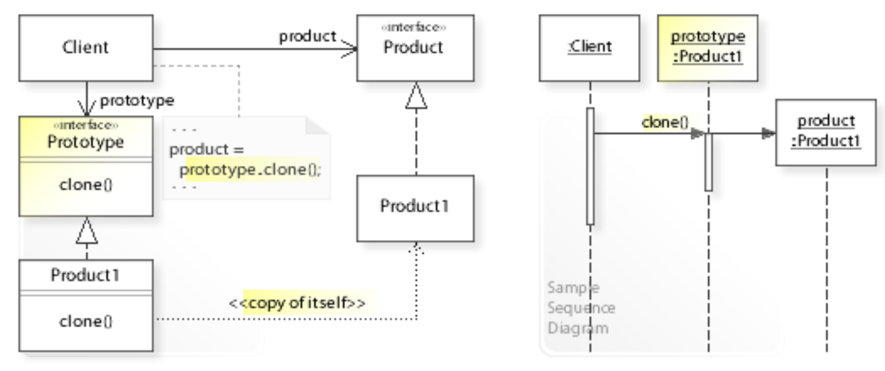 Client
product
«interface»
Product
prototype
«interface»
Prototype
clone()
. . .
product =
prototype.clone();
. . .
Product1
Product1
clone()
<<copy of itself>>
:Client
prototype
:Product1
clone()
product
:Product1
Sample
Sequence
Diagram